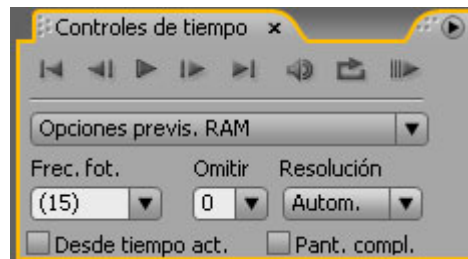 Controles de tiempo
Opciones previs. RAM
Frec. fot. Omitir Resolución
(15) 0 Autom.
Desde tiempo act. Pant. compl.